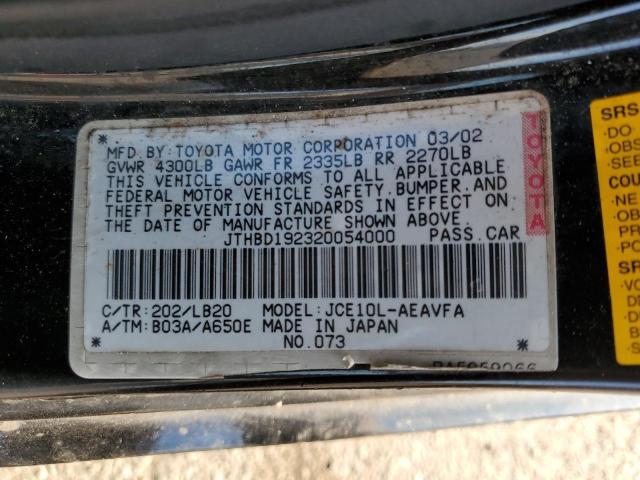 MFD BY: TOYOTA MOTOR CORPORATION 03/02
GVWR 4300LB GAWR FR 2335LB RR 2270LB
THIS VEHICLE CONFORMS TO ALL APPLICABLE
FEDERAL MOTOR VEHICLE SAFETY, BUMPER, AND
THEFT PREVENTION STANDARDS IN EFFECT ON
THE DATE OF MANUFACTURE SHOWN ABOVE.
JTHBD192320054000 PASS. CAR
C/TR: 202/LB20 MODEL: JCE10L-AEAVFA
A/TM: B03A/A650E MADE IN JAPAN
NO. 073
TOYOTA
SRS
·DO
·OBS
SEE
COU
·NE
·OB
·PR
·PO
SR
·VO